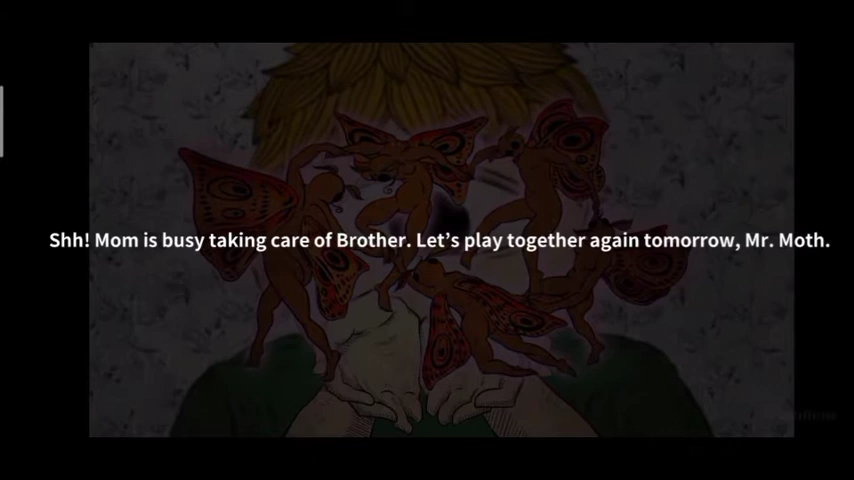 Shh! Mom is busy taking care of Brother. Let's play together again tomorrow, Mr. Moth.